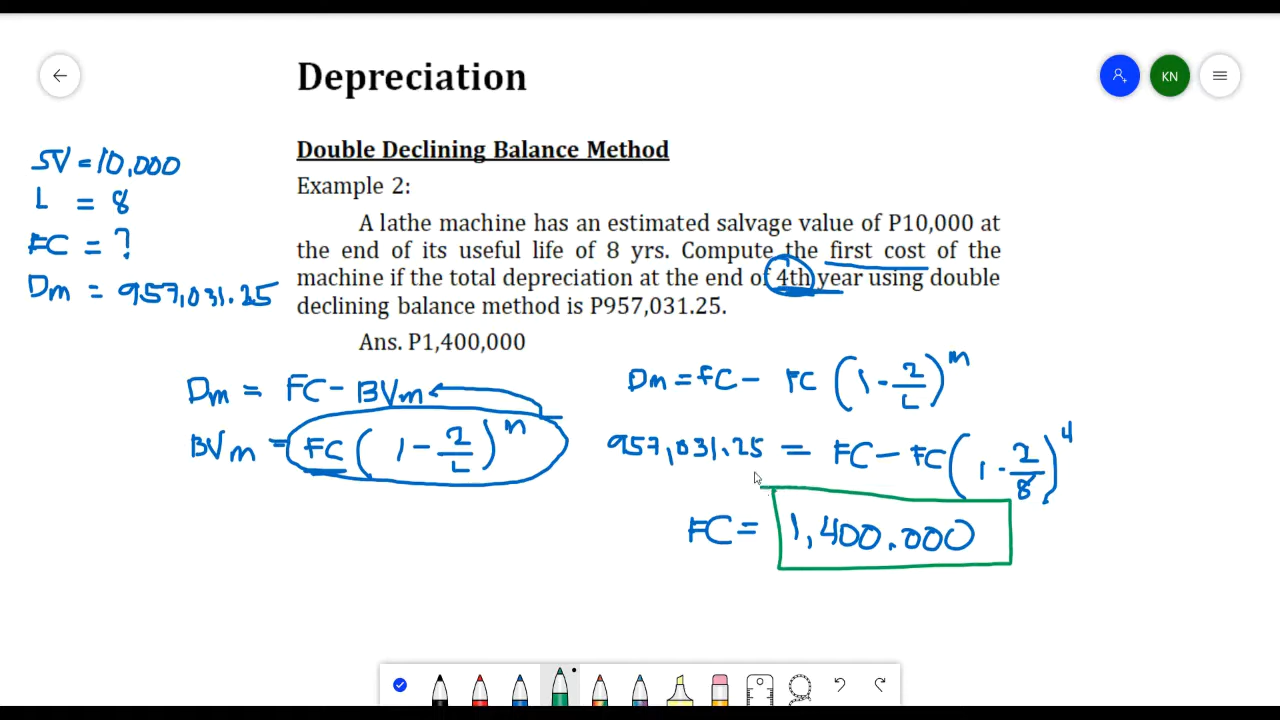 Depreciation
KN
Double Declining Balance Method
Example 2:
A lathe machine has an estimated salvage value of P10,000 at
the end of its useful life of 8 yrs. Compute the first cost of the
machine if the total depreciation at the end of 4th year using double
declining balance method is P957,031.25.
Ans. P1,400,000
SV = 10,000
L = 8
FC = ?
Dm = 957,031.25
Dm = FC - BVm
BVm = FC (1 - 2/L)^m
Dm = FC - FC (1 - 2/L)^m
957,031.25 = FC - FC (1 - 2/8)^4
FC = 1,400.000